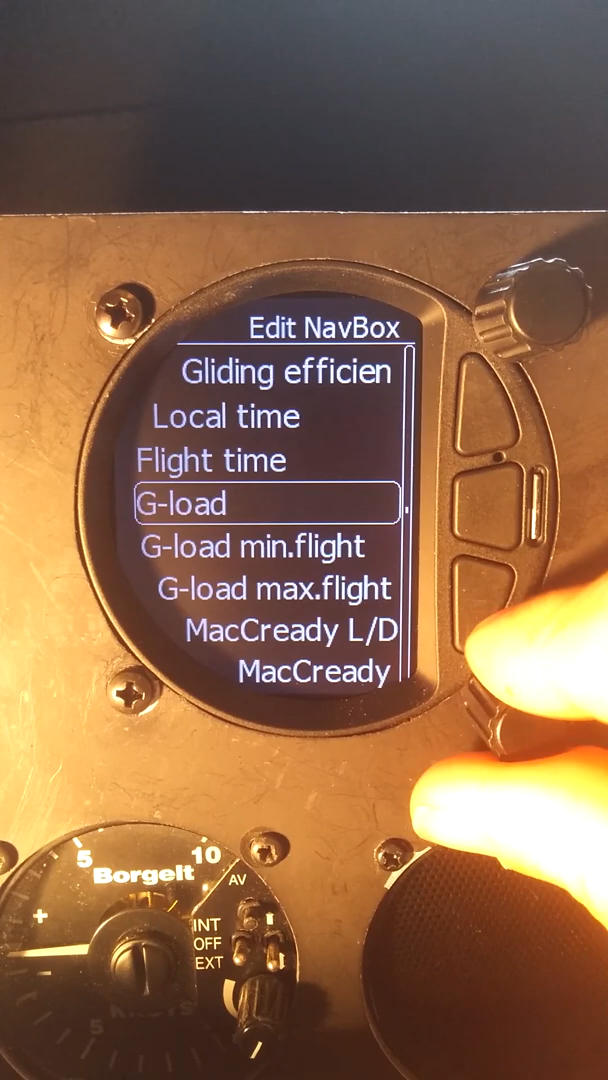 Edit NavBox
Gliding efficien
Local time
Flight time
G-load
G-load min.flight
G-load max.flight
MacCready L/D
MacCready
5
10
Borgelt
AV
+
INT
OFF
-
EXT
5